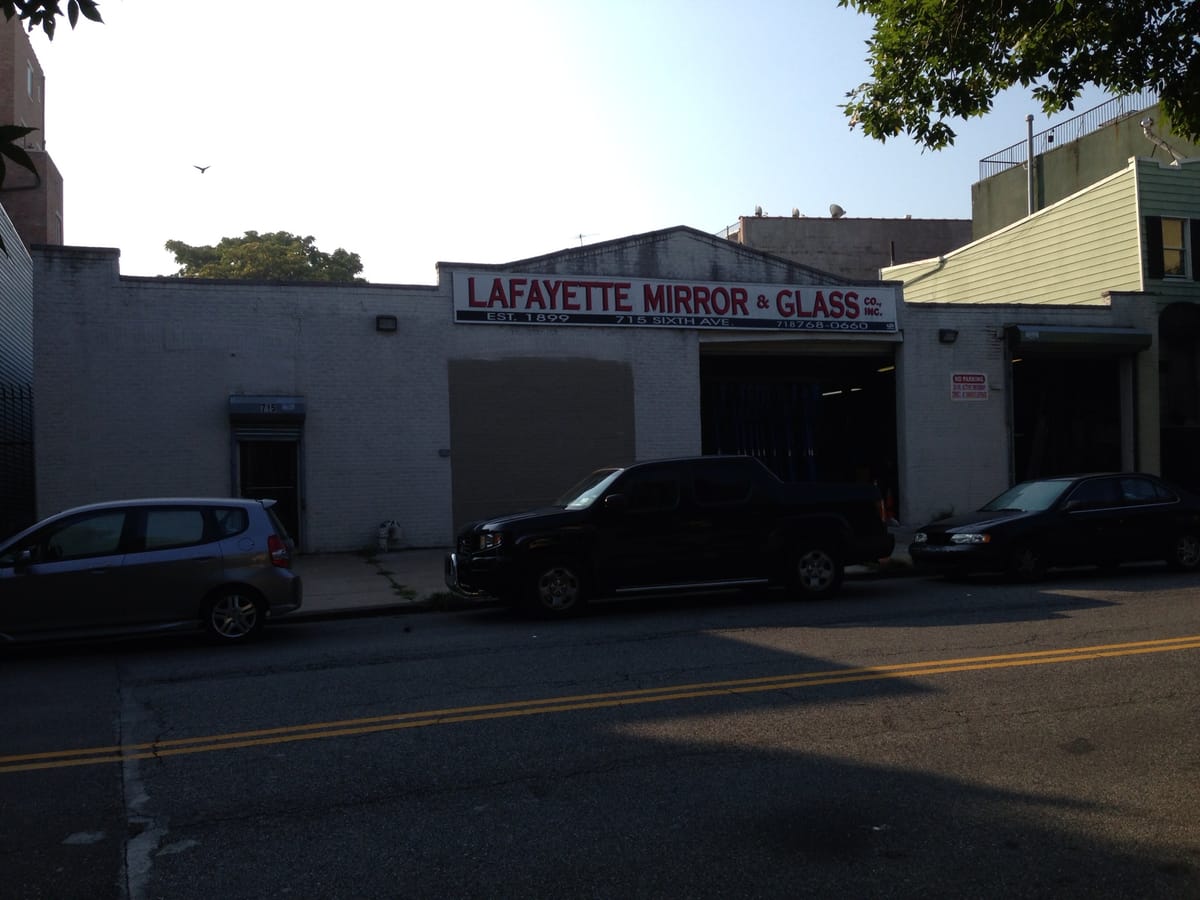 LAFAYETTE MIRROR & GLASS CO., INC.
EST. 1899 715 SIXTH AVE. 718 768-0660
715
NO PARKING